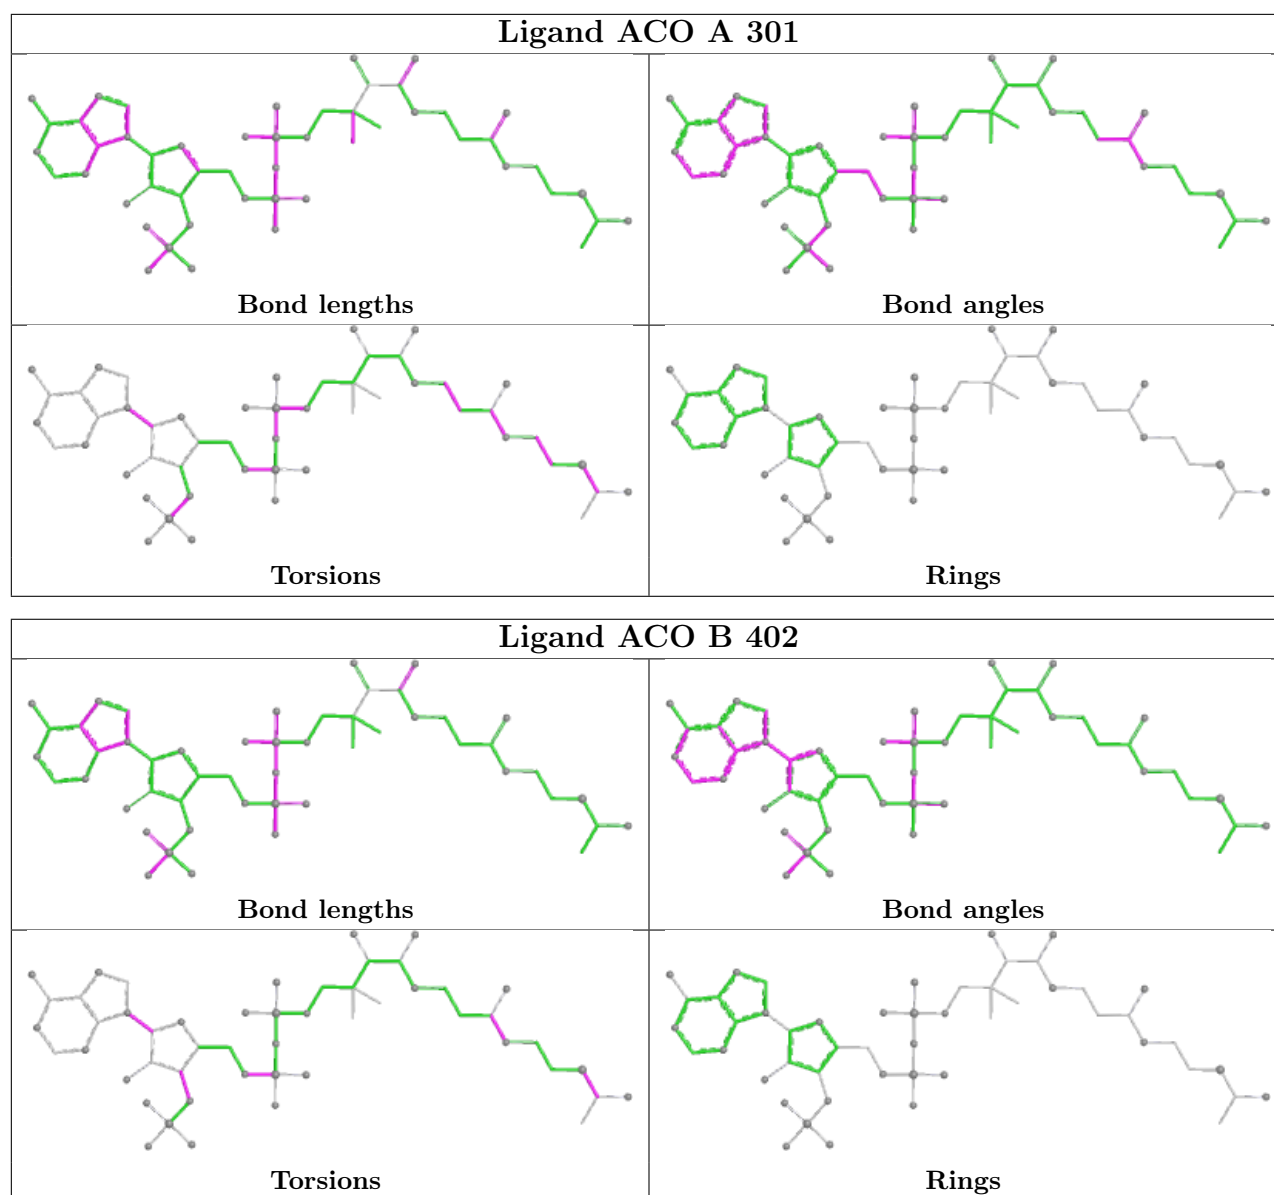 Ligand ACO A 301
Bond lengths
Bond angles
Torsions
Rings
Ligand ACO B 402
Bond lengths
Bond angles
Torsions
Rings